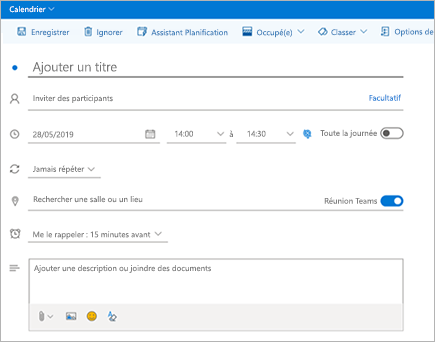 Calendrier
Enregistrer Ignorer Assistant Planification Occupé(e) Classer Options de
Ajouter un titre
Inviter des participants Facultatif
28/05/2019 14:00 à 14:30 Toute la journée
Jamais répéter
Rechercher une salle ou un lieu Réunion Teams
Me le rappeler : 15 minutes avant
Ajouter une description ou joindre des documents